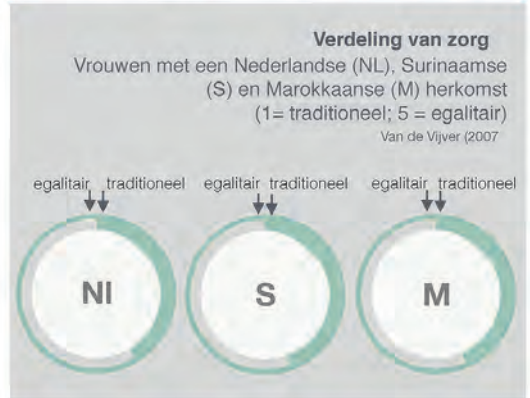 Verdeling van zorg
Vrouwen met een Nederlandse (NL), Surinaamse
(S) en Marokkaanse (M) herkomst
(1= traditioneel; 5 = egalitair)
Van de Vijver (2007
egalitair traditioneel egalitair traditioneel egalitair traditioneel
Nl S M